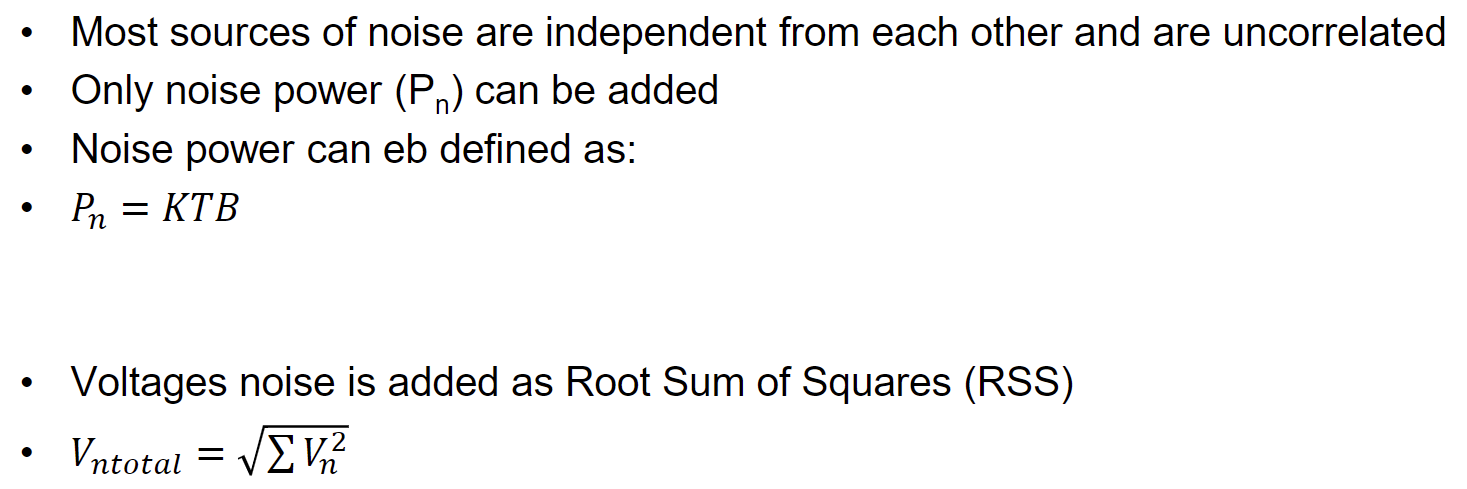 • Most sources of noise are independent from each other and are uncorrelated
• Only noise power (Pₙ) can be added
• Noise power can eb defined as:
• 𝑃ₙ = 𝐾𝑇𝐵
• Voltages noise is added as Root Sum of Squares (RSS)
• $V_{ntotal} = \sqrt{\sum V_n^2}$